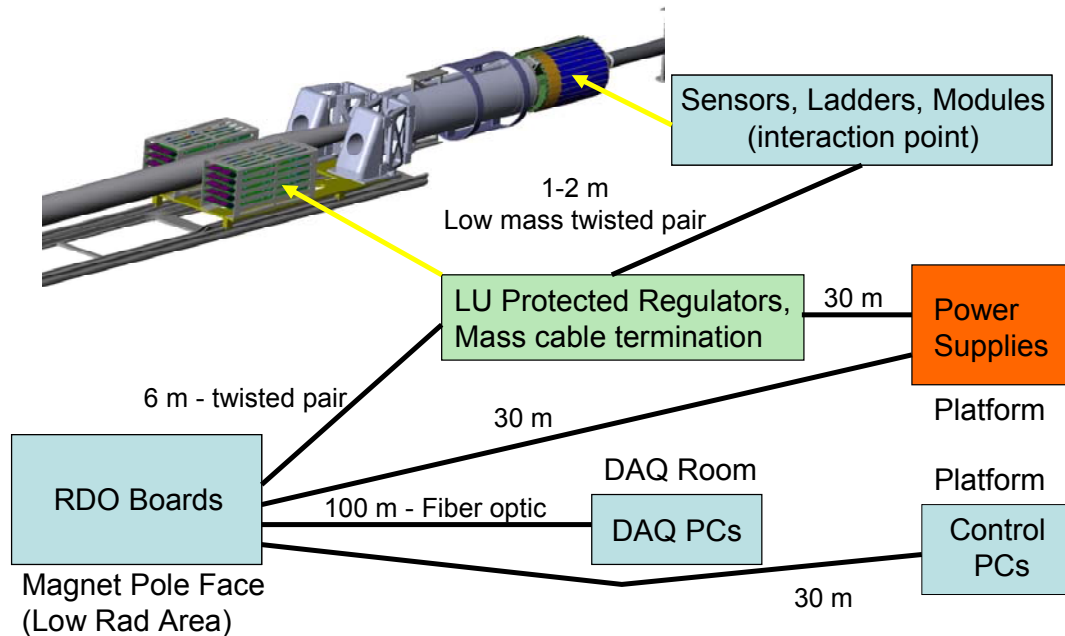 Sensors, Ladders, Modules
(interaction point)
1-2 m
Low mass twisted pair
LU Protected Regulators,
Mass cable termination
30 m
Power
Supplies
Platform
6 m - twisted pair
30 m
RDO Boards
Magnet Pole Face
(Low Rad Area)
100 m - Fiber optic
DAQ Room
DAQ PCs
Platform
Control
PCs
30 m